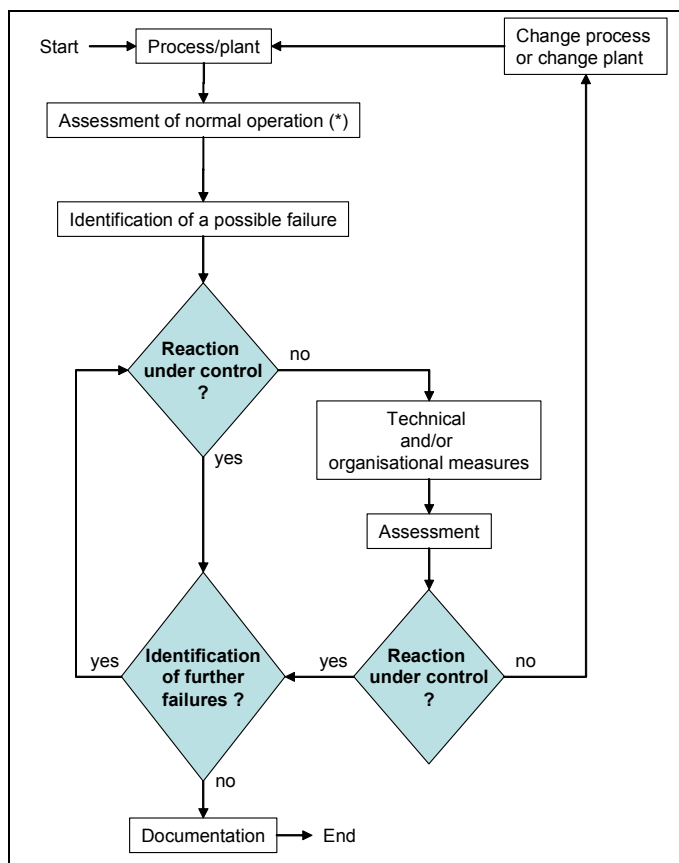 Start
Process/plant
Change process
or change plant
Assessment of normal operation (*)
Identification of a possible failure
Reaction
under control
?
no
Technical
and/or
organisational measures
yes
Assessment
Identification
of further
failures ?
yes
yes
Reaction
under control
?
no
no
Documentation
End